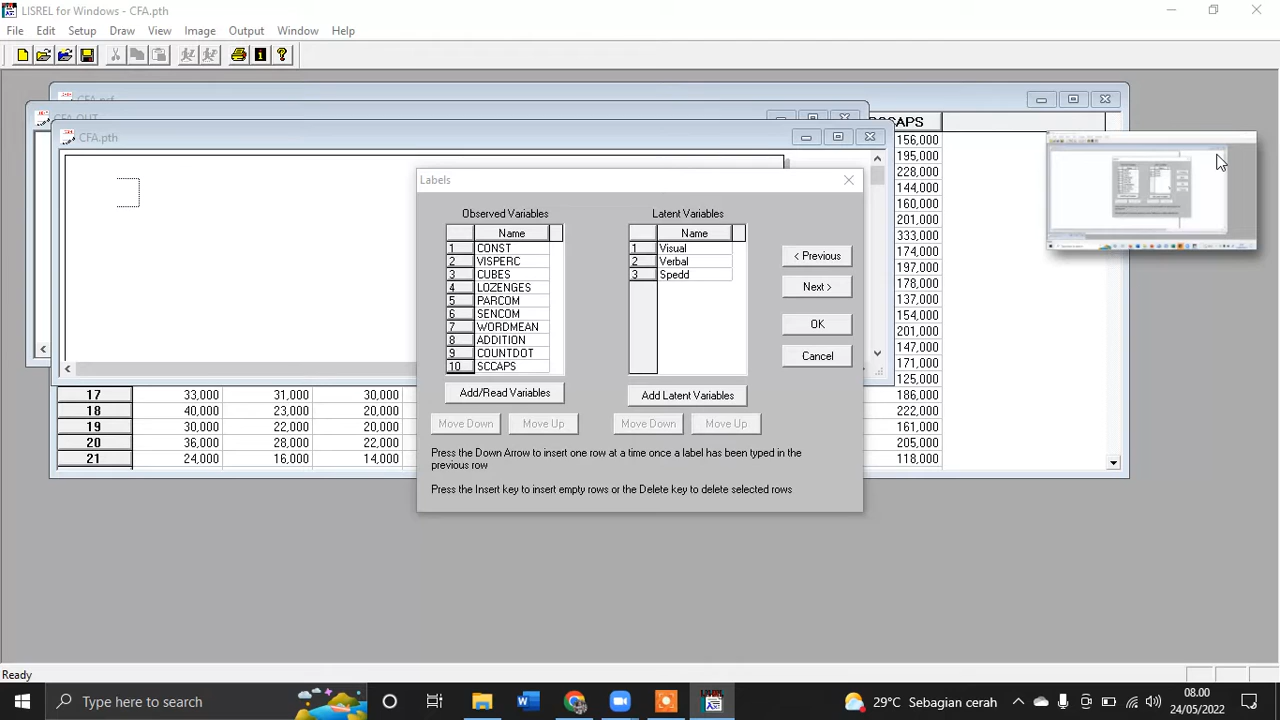 LISREL for Windows - CFA.pth
File Edit Setup Draw View Image Output Window Help
CFA.pth
Labels
Observed Variables
Name
1 CONST
2 VISPERC
3 CUBES
4 LOZENGES
5 PARCOM
6 SENCOM
7 WORDMEAN
8 ADDITION
9 COUNTDOT
10 SCCAPS
Add/Read Variables
Move Down Move Up
Latent Variables
Name
1 Visual
2 Verbal
3 Spedd
Add Latent Variables
Move Down Move Up
< Previous
Next >
OK
Cancel
Press the Down Arrow to insert one row at a time once a label has been typed in the
previous row
Press the Insert key to insert empty rows or the Delete key to delete selected rows
156,000
195,000
228,000
144,000
160,000
201,000
333,000
174,000
197,000
178,000
137,000
154,000
201,000
147,000
171,000
125,000
17 33,000 31,000 30,000 186,000
18 40,000 23,000 20,000 222,000
19 30,000 22,000 20,000 161,000
20 36,000 28,000 22,000 205,000
21 24,000 16,000 14,000 118,000
Ready
Type here to search
29°C Sebagian cerah
08.00
24/05/2022